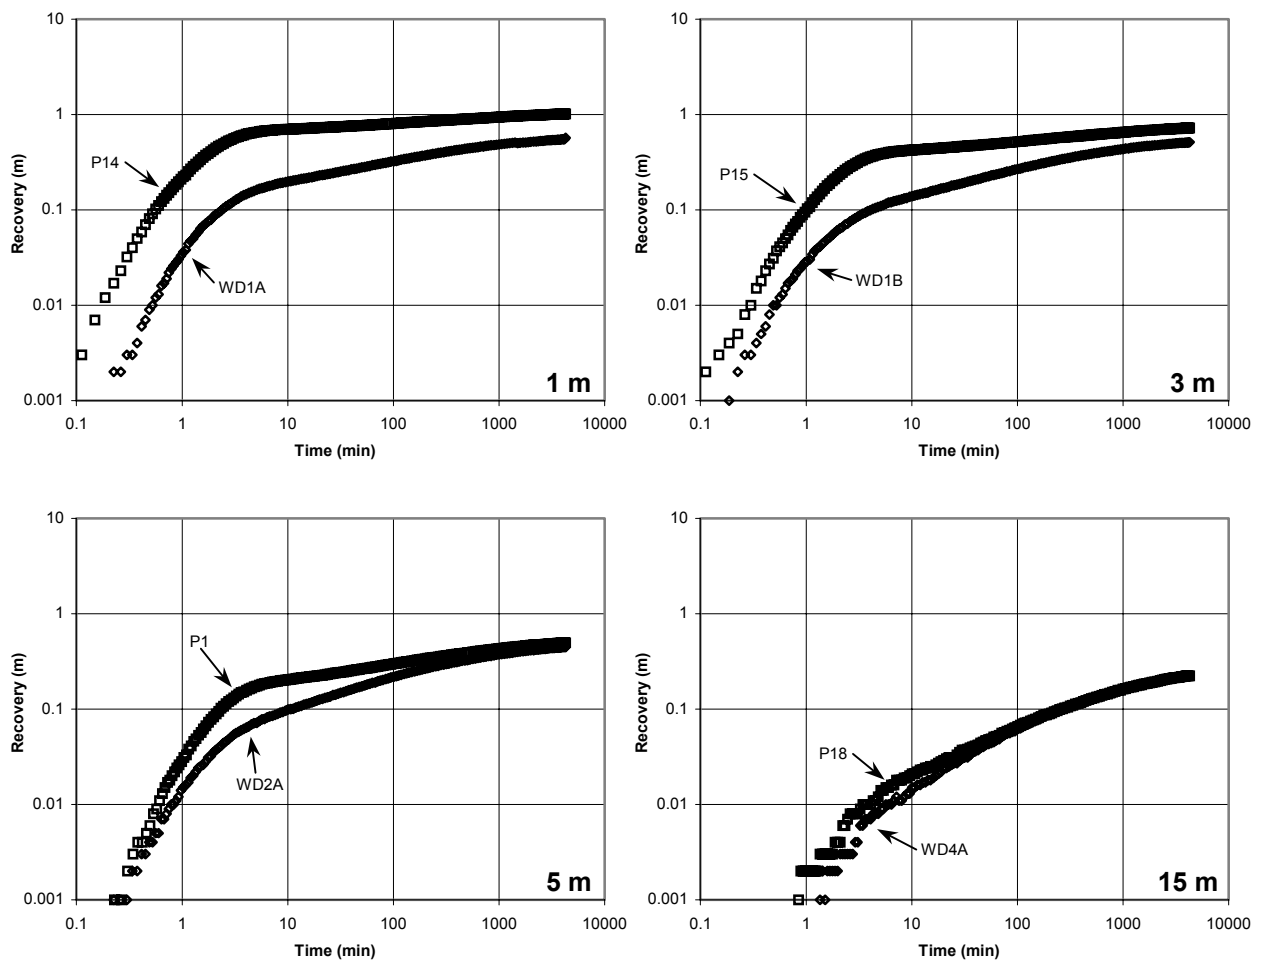 10
1
0.1
0.01
0.001
Recovery (m)
P14
WD1A
1 m
0.1 1 10 100 1000 10000
Time (min)
10
1
0.1
0.01
0.001
Recovery (m)
P15
WD1B
3 m
0.1 1 10 100 1000 10000
Time (min)
10
1
0.1
0.01
0.001
Recovery (m)
P1
WD2A
5 m
0.1 1 10 100 1000 10000
Time (min)
10
1
0.1
0.01
0.001
Recovery (m)
P18
WD4A
15 m
0.1 1 10 100 1000 10000
Time (min)